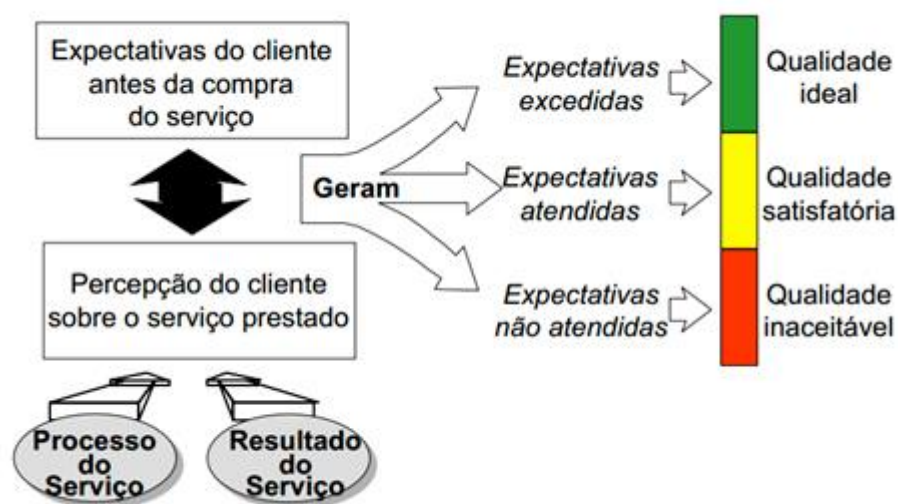 Expectativas do cliente
antes da compra
do serviço
Geram
Percepção do cliente
sobre o serviço prestado
Processo
do
Serviço
Resultado
do
Serviço
Expectativas
excedidas
Expectativas
atendidas
Expectativas
não atendidas
Qualidade
ideal
Qualidade
satisfatória
Qualidade
inaceitável